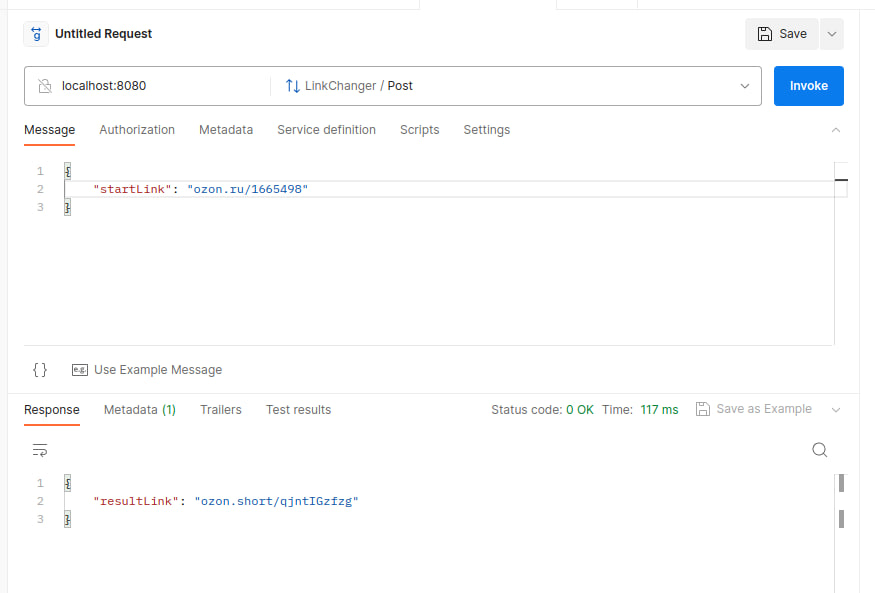 Untitled Request
Save
localhost:8080
LinkChanger / Post
Invoke
Message Authorization Metadata Service definition Scripts Settings
1 {
2 "startLink": "ozon.ru/1665498"
3 }
{} e.g. Use Example Message
Response Metadata (1) Trailers Test results Status code: 0 OK Time: 117 ms Save as Example
1 {
2 "resultLink": "ozon.short/qjntIGzfzg"
3 }